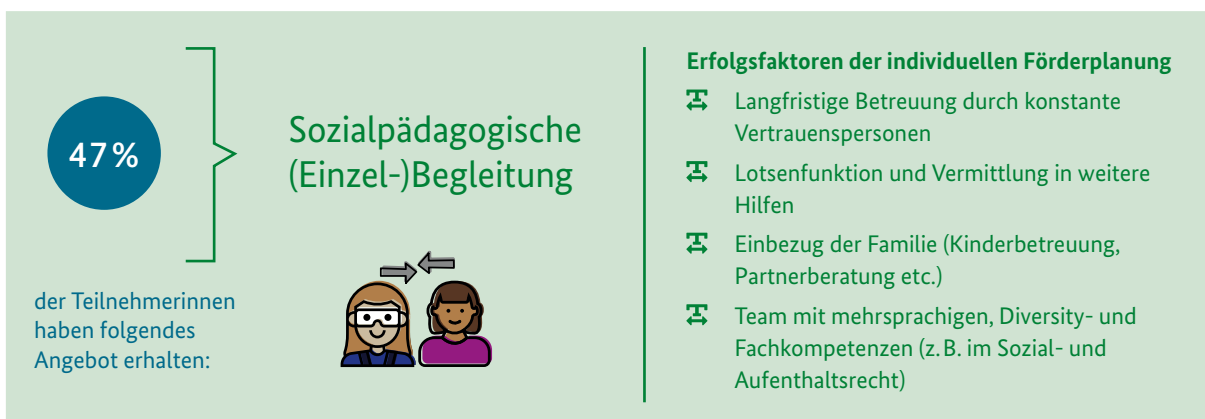 47 %
der Teilnehmerinnen
haben folgendes
Angebot erhalten:
Sozialpädagogische
(Einzel-)Begleitung
Erfolgsfaktoren der individuellen Förderplanung
Langfristige Betreuung durch konstante
Vertrauenspersonen
Lotsenfunktion und Vermittlung in weitere
Hilfen
Einbezug der Familie (Kinderbetreuung,
Partnerberatung etc.)
Team mit mehrsprachigen, Diversity- und
Fachkompetenzen (z. B. im Sozial- und
Aufenthaltsrecht)